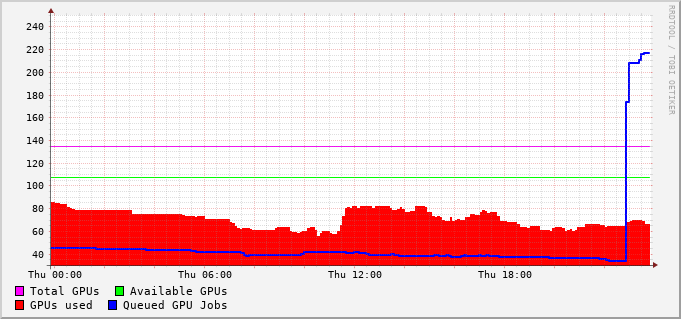 RRDTOOL / TOBI OETIKER
240
220
200
180
160
140
120
100
80
60
40
Thu 00:00 Thu 06:00 Thu 12:00 Thu 18:00
Total GPUs Available GPUs
GPUs used Queued GPU Jobs